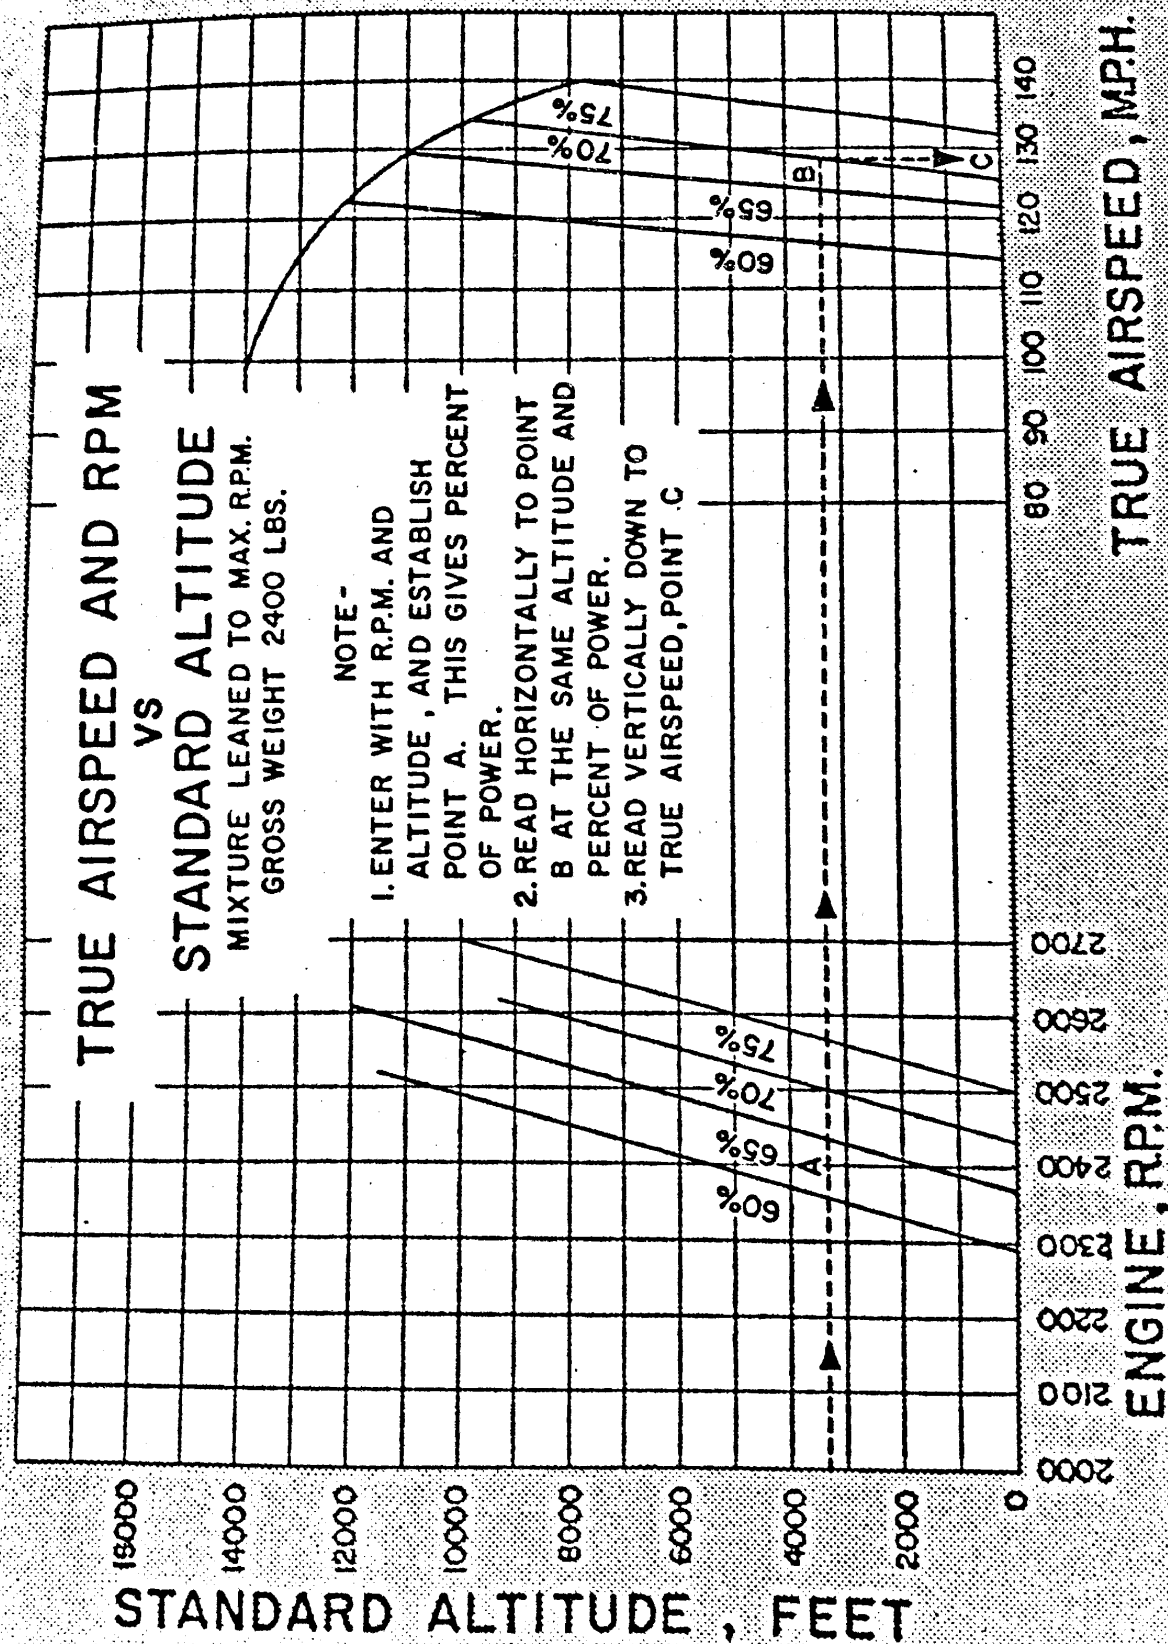 TRUE AIRSPEED AND RPM
VS
STANDARD ALTITUDE
MIXTURE LEANED TO MAX. R.P.M.
GROSS WEIGHT 2400 LBS.
NOTE-
1. ENTER WITH R.P.M. AND
ALTITUDE, AND ESTABLISH
POINT A. THIS GIVES PERCENT
OF POWER.
2. READ HORIZONTALLY TO POINT
B AT THE SAME ALTITUDE AND
PERCENT OF POWER.
3. READ VERTICALLY DOWN TO
TRUE AIRSPEED, POINT C
STANDARD ALTITUDE, FEET
16000
14000
12000
10000
8000
6000
4000
2000
0
60%
65%
70%
75%
A
60%
65%
70%
75%
B
C
2000
2100
2200
2300
2400
2500
2600
2700
ENGINE, R.P.M.
80
90
100
110
120
130
140
TRUE AIRSPEED, M.P.H.